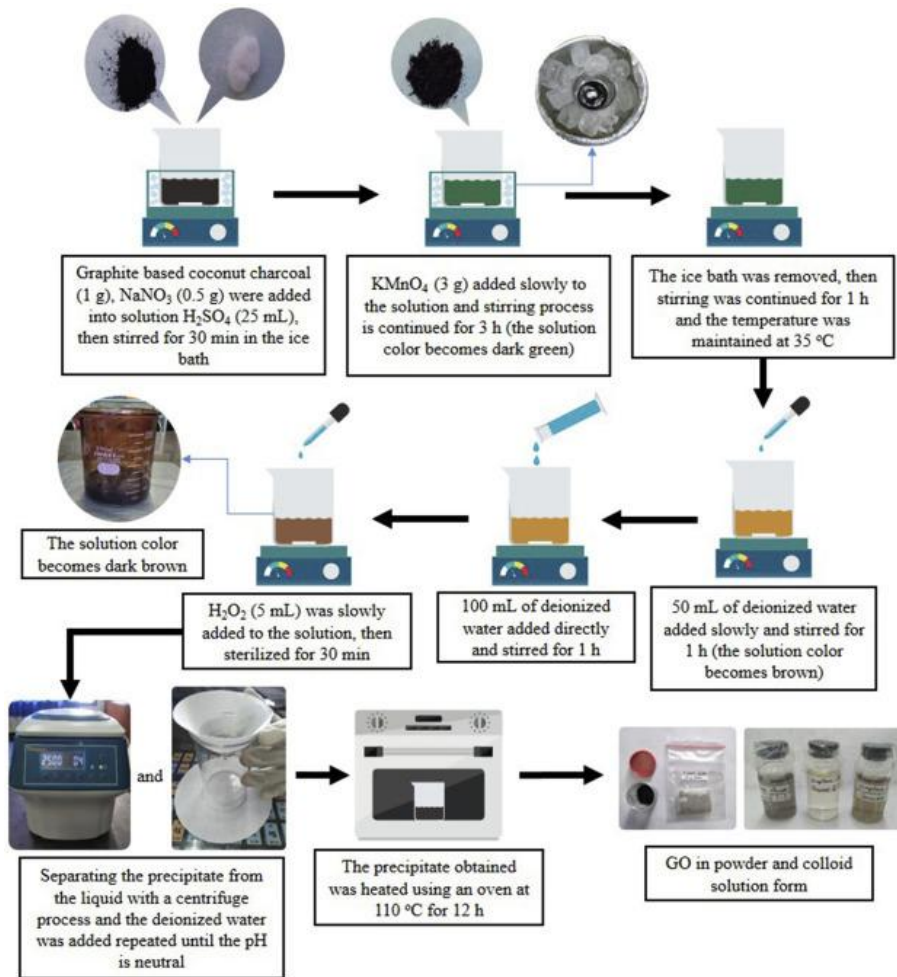 Graphite based coconut charcoal
(1 g), NaNO₃ (0.5 g) were added
into solution H₂SO₄ (25 mL),
then stirred for 30 min in the ice
bath
KMnO₄ (3 g) added slowly to
the solution and stirring process
is continued for 3 h (the solution
color becomes dark green)
The ice bath was removed, then
stirring was continued for 1 h
and the temperature was
maintained at 35 °C
The solution color
becomes dark brown
H₂O₂ (5 mL) was slowly
added to the solution, then
sterilized for 30 min
100 mL of deionized
water added directly
and stirred for 1 h
50 mL of deionized water
added slowly and stirred for
1 h (the solution color
becomes brown)
and
Separating the precipitate from
the liquid with a centrifuge
process and the deionized water
was added repeated until the pH
is neutral
The precipitate obtained
was heated using an oven at
110 °C for 12 h
GO in powder and colloid
solution form